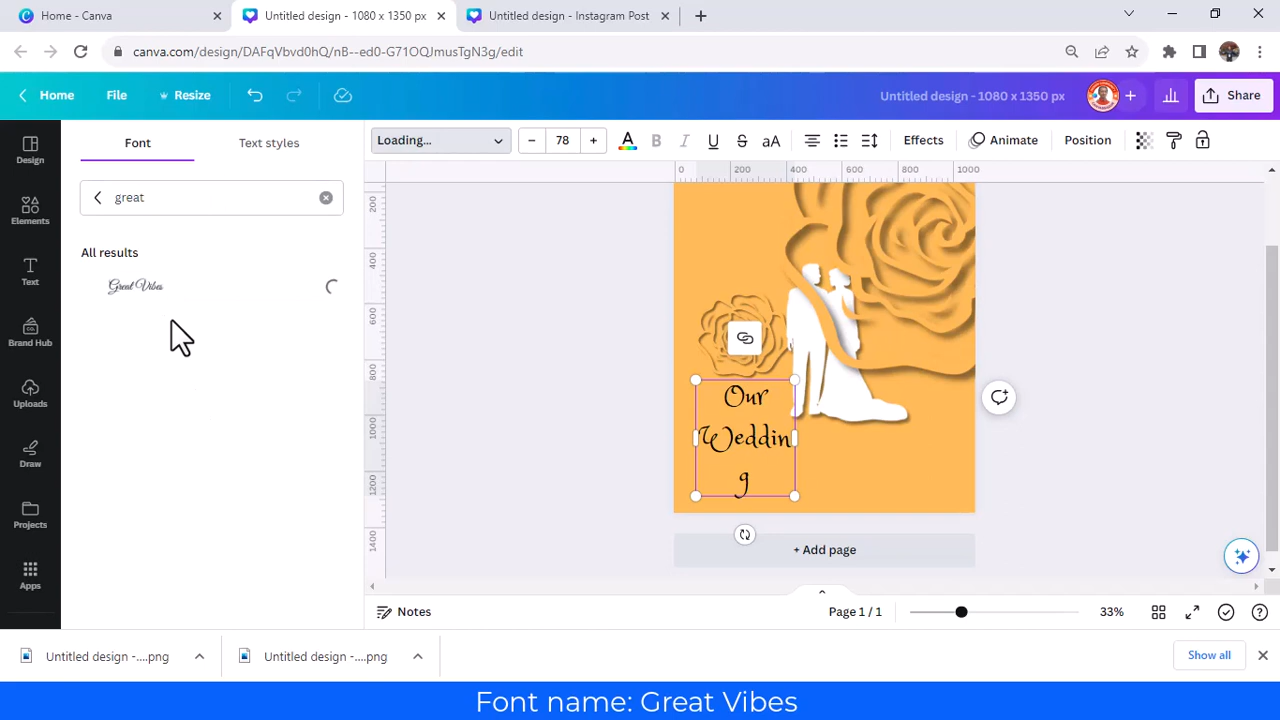 Home - Canva
Untitled design - 1080 x 1350 px
Untitled design - Instagram Post
canva.com/design/DAFqVbvd0hQ/nB--ed0-G71OQJmusTgN3g/edit
Home
File
Resize
Untitled design - 1080 x 1350 px
Share
Design
Elements
Text
Brand Hub
Uploads
Draw
Projects
Apps
Font
Text styles
great
All results
Great Vibes
Loading...
78
A
B
I
U
S
aA
Effects
Animate
Position
0
200
400
600
800
1000
200
400
600
800
1000
1200
1400
Our
Weddin
g
+ Add page
Notes
Page 1 / 1
33%
Untitled design -....png
Untitled design -....png
Show all
Font name: Great Vibes